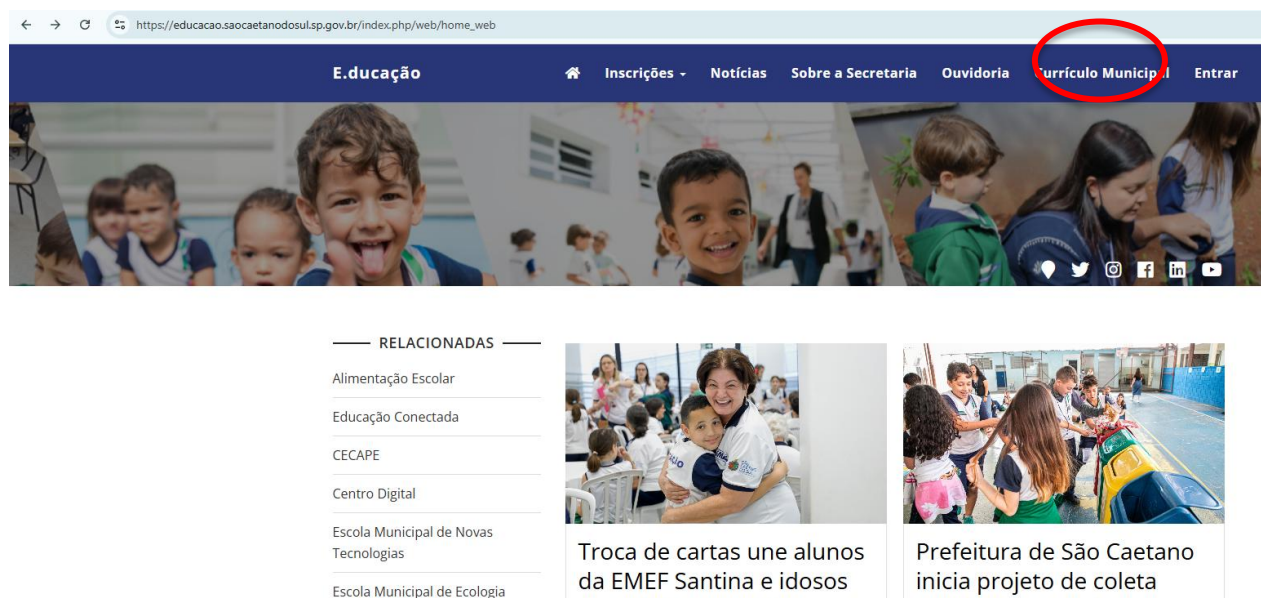 https://educacao.saocaetanodosul.sp.gov.br/index.php/web/home_web
E.ducação Inscrições Notícias Sobre a Secretaria Ouvidoria Currículo Municipal Entrar
RELACIONADAS
Alimentação Escolar
Educação Conectada
CECAPE
Centro Digital
Escola Municipal de Novas
Tecnologias
Escola Municipal de Ecologia
Troca de cartas une alunos
da EMEF Santina e idosos
Prefeitura de São Caetano
inicia projeto de coleta